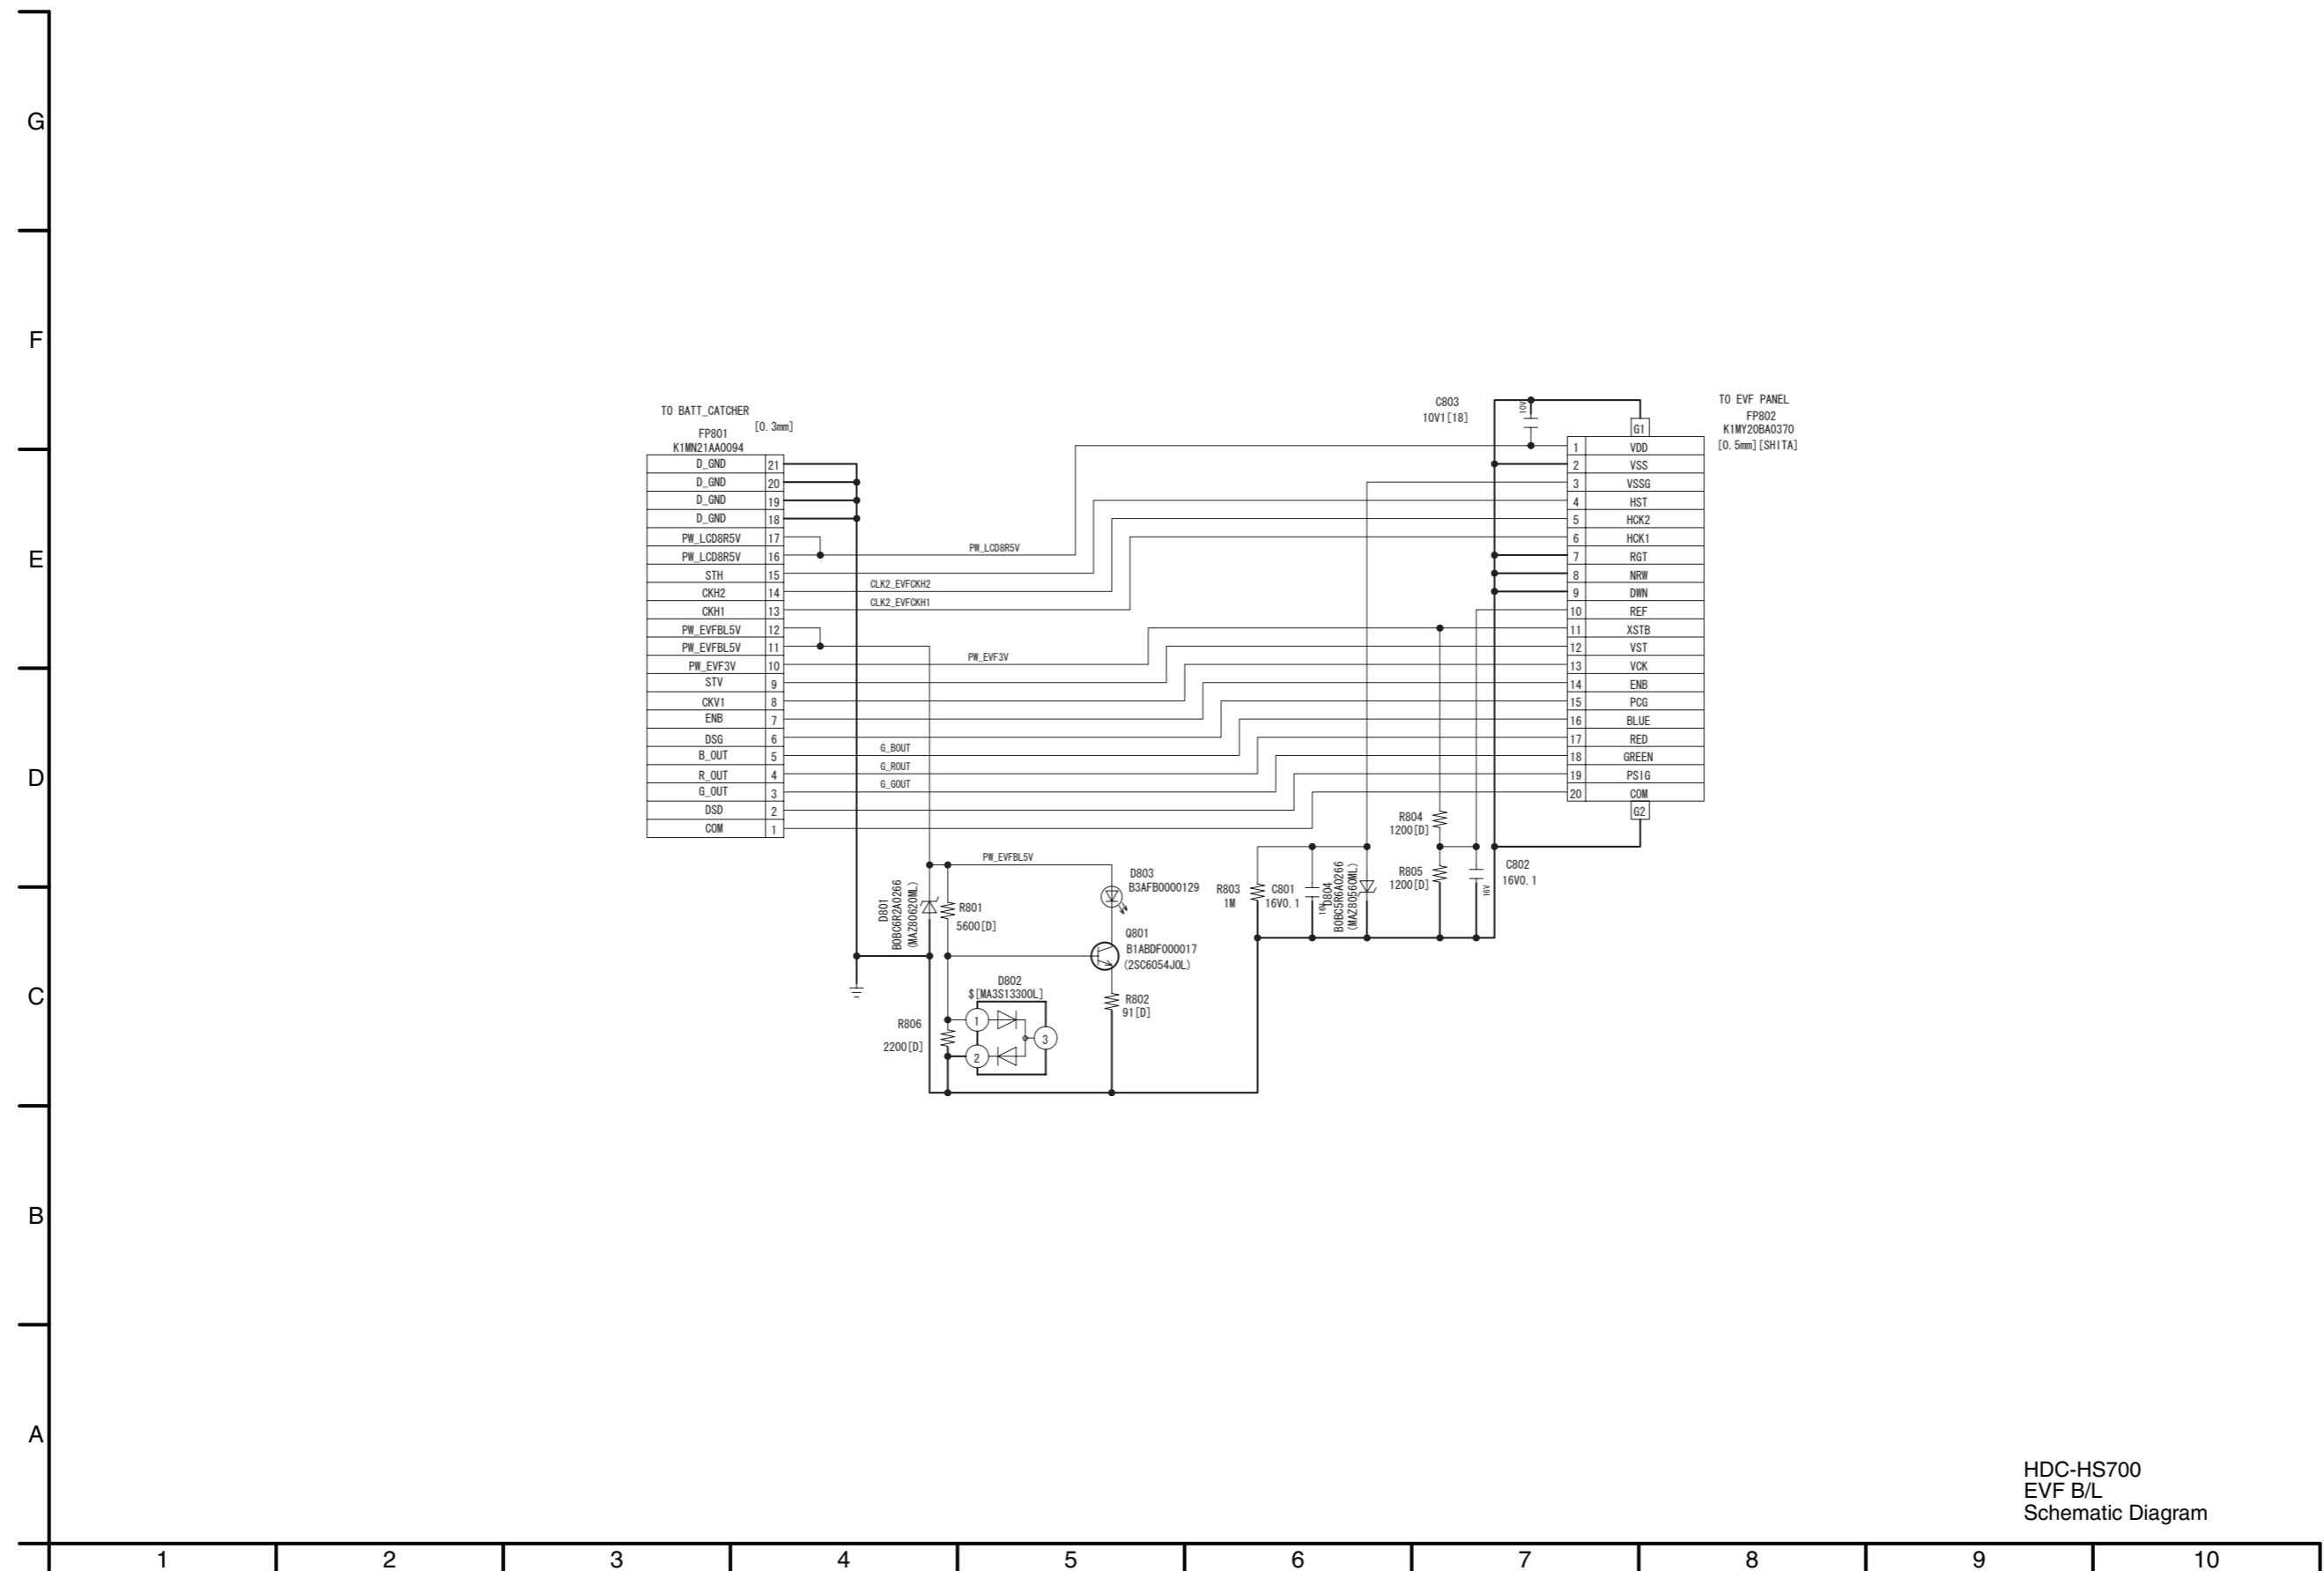 G
F
E
D
C
B
A
TO BATT_CATCHER
[0.3mm]
FP801
K1MN21AA0094
D_GND 21
D_GND 20
D_GND 19
D_GND 18
PW_LCD8R5V 17
PW_LCD8R5V 16
STH 15
CKH2 14
CKH1 13
PW_EVFBL5V 12
PW_EVFBL5V 11
PW_EVF3V 10
STV 9
CKV1 8
ENB 7
DSG 6
B_OUT 5
R_OUT 4
G_OUT 3
DSD 2
COM 1
PW_LCD8R5V
CLK2_EVFCKH2
CLK2_EVFCKH1
PW_EVF3V
G_BOUT
G_ROUT
G_GOUT
PW_EVFBL5V
C803
10V1[18]
10V
TO EVF PANEL
FP802
K1MY20BA0370
[0.5mm][SHITA]
G1
1 VDD
2 VSS
3 VSSG
4 HST
5 HCK2
6 HCK1
7 RGT
8 NRW
9 DWN
10 REF
11 XSTB
12 VST
13 VCK
14 ENB
15 PCG
16 BLUE
17 RED
18 GREEN
19 PSIG
20 COM
G2
D801
B0BC6R2A0266
(MAZ80620ML)
R801
5600[D]
D803
B3AFB0000129
Q801
B1ABDF000017
(2SC6054J0L)
D802
$[MA3S13300L]
1
2
3
R806
2200[D]
R802
91[D]
R803
1M
C801
16V0.1
16V
D804
B0BC5R6A0266
(MAZ80560ML)
R804
1200[D]
R805
1200[D]
C802
16V0.1
16V
HDC-HS700
EVF B/L
Schematic Diagram
1 2 3 4 5 6 7 8 9 10